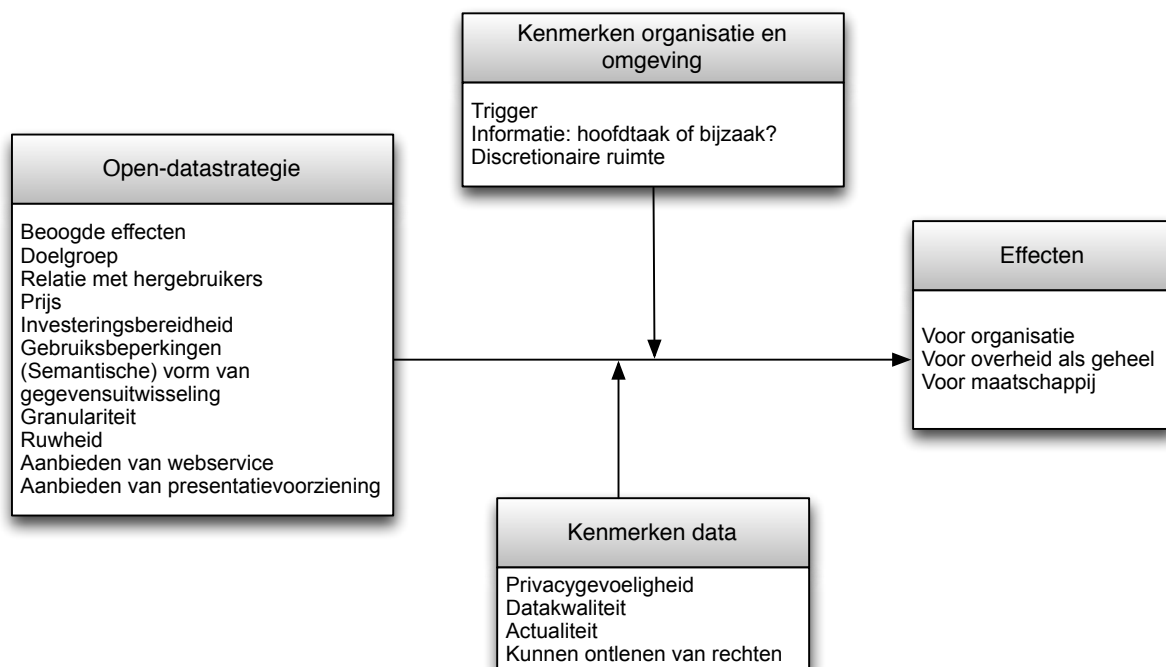 Kenmerken organisatie en
omgeving
Trigger
Informatie: hoofdtaak of bijzaak?
Discretionaire ruimte
Open-datastrategie
Beoogde effecten
Doelgroep
Relatie met hergebruikers
Prijs
Investeringsbereidheid
Gebruiksbeperkingen
(Semantische) vorm van
gegevensuitwisseling
Granulariteit
Ruwheid
Aanbieden van webservice
Aanbieden van presentatievoorziening
Effecten
Voor organisatie
Voor overheid als geheel
Voor maatschappij
Kenmerken data
Privacygevoeligheid
Datakwaliteit
Actualiteit
Kunnen ontlenen van rechten